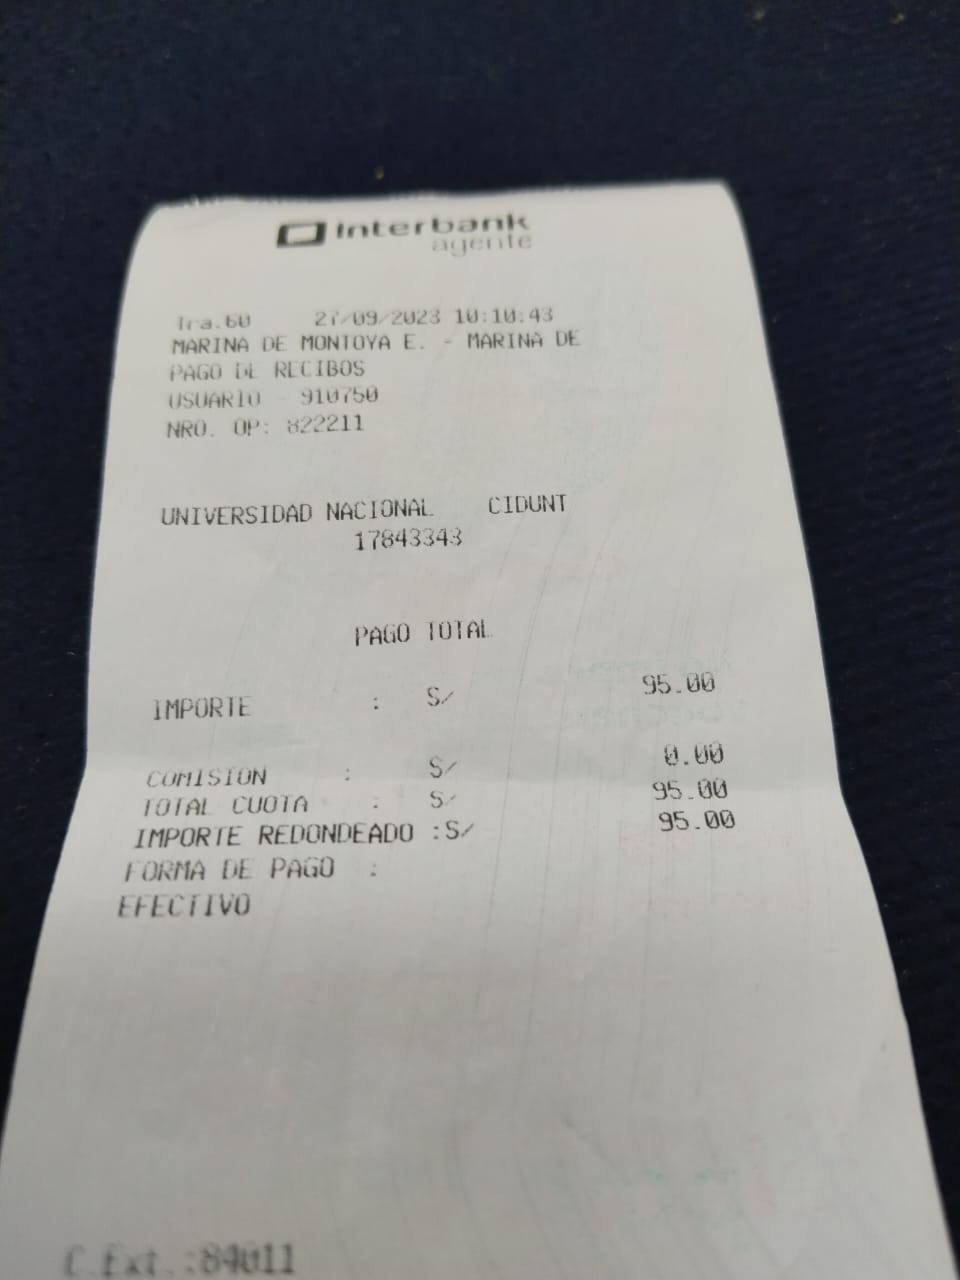 Interbank
agente
Tra.60 27/09/2023 10:10:43
MARINA DE MONTOYA E. - MARINA DE
PAGO DE RECIBOS
USUARIO - 910750
NRO. OP: 822211
UNIVERSIDAD NACIONAL CIDUNT
17843343
PAGO TOTAL
IMPORTE : S/ 95.00
COMISION : S/ 0.00
TOTAL CUOTA : S/ 95.00
IMPORTE REDONDEADO :S/ 95.00
FORMA DE PAGO :
EFECTIVO
C.Ext.:84011